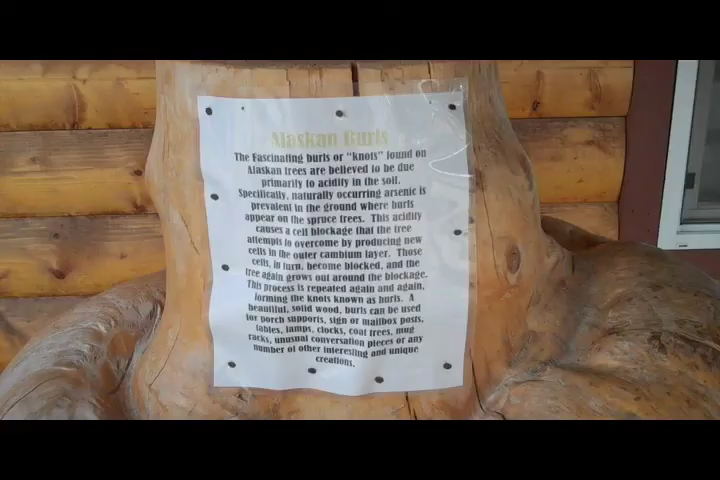 Alaskan Burls
The Fascinating burls or "knots" found on
Alaskan trees are believed to be due
primarily to acidity in the soil.
Specifically, naturally occurring arsenic is
prevalent in the ground where burls
appear on the spruce trees. This acidity
causes a cell blockage that the tree
attempts to overcome by producing new
cells in the outer cambium layer. Those
cells, in turn, become blocked, and the
tree again grows out around the blockage.
This process is repeated again and again,
forming the knots known as burls. A
beautiful, solid wood, burls can be used
for porch supports, sign or mailbox posts,
tables, lamps, clocks, coat trees, mug
racks, unusual conversation pieces or any
number of other interesting and unique
creations.